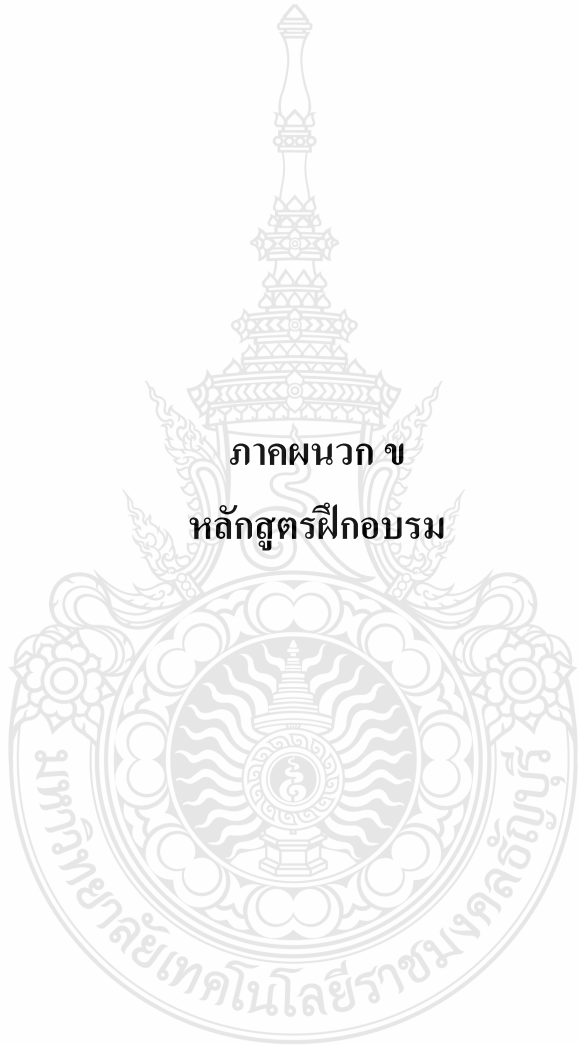 ภาคผนวก ข
หลักสูตรฝึกอบรม
มหาวิทยาลัยเทคโนโลยีราชมงคลธัญบุรี